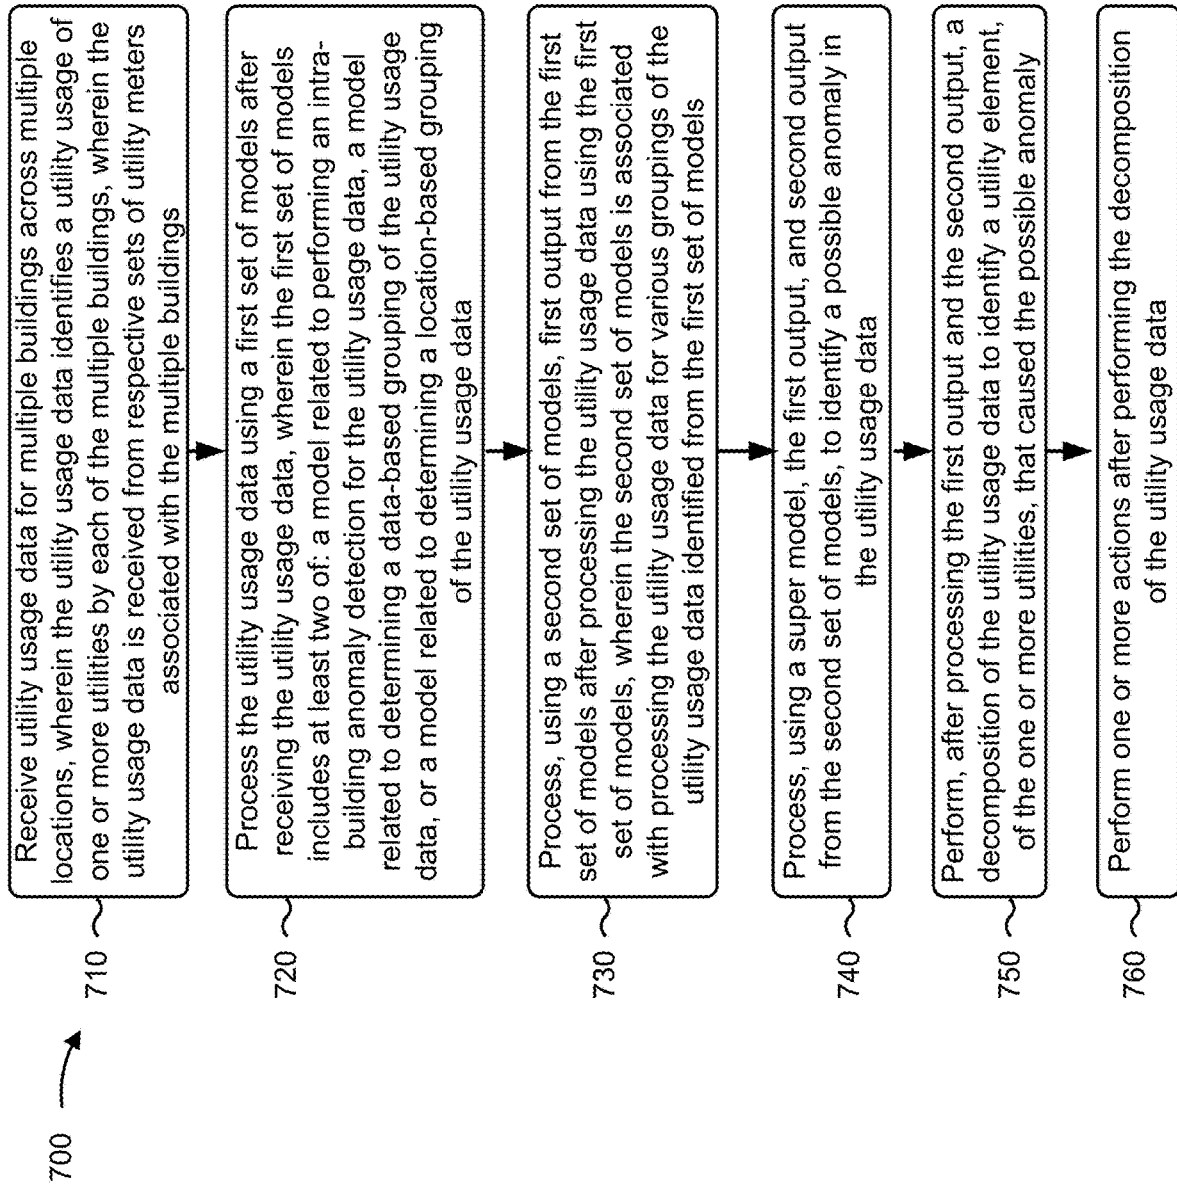 700
710
Receive utility usage data for multiple buildings across multiple
locations, wherein the utility usage data identifies a utility usage of
one or more utilities by each of the multiple buildings, wherein the
utility usage data is received from respective sets of utility meters
associated with the multiple buildings
720
Process the utility usage data using a first set of models after
receiving the utility usage data, wherein the first set of models
includes at least two of: a model related to performing an intra-
building anomaly detection for the utility usage data, a model
related to determining a data-based grouping of the utility usage
data, or a model related to determining a location-based grouping
of the utility usage data
730
Process, using a second set of models, first output from the first
set of models after processing the utility usage data using the first
set of models, wherein the second set of models is associated
with processing the utility usage data for various groupings of the
utility usage data identified from the first set of models
740
Process, using a super model, the first output, and second output
from the second set of models, to identify a possible anomaly in
the utility usage data
750
Perform, after processing the first output and the second output, a
decomposition of the utility usage data to identify a utility element,
of the one or more utilities, that caused the possible anomaly
760
Perform one or more actions after performing the decomposition
of the utility usage data